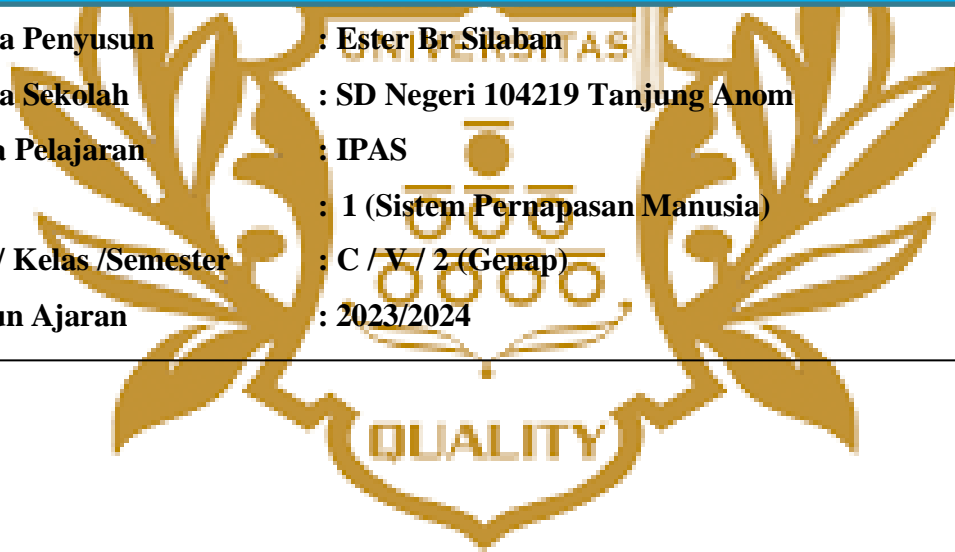 a Penyusun : Ester Br Silaban
UNIVERSITAS
a Sekolah : SD Negeri 104219 Tanjung Anom
a Pelajaran : IPAS
: 1 (Sistem Pernapasan Manusia)
/ Kelas /Semester : C / V / 2 (Genap)
un Ajaran : 2023/2024
QUALITY